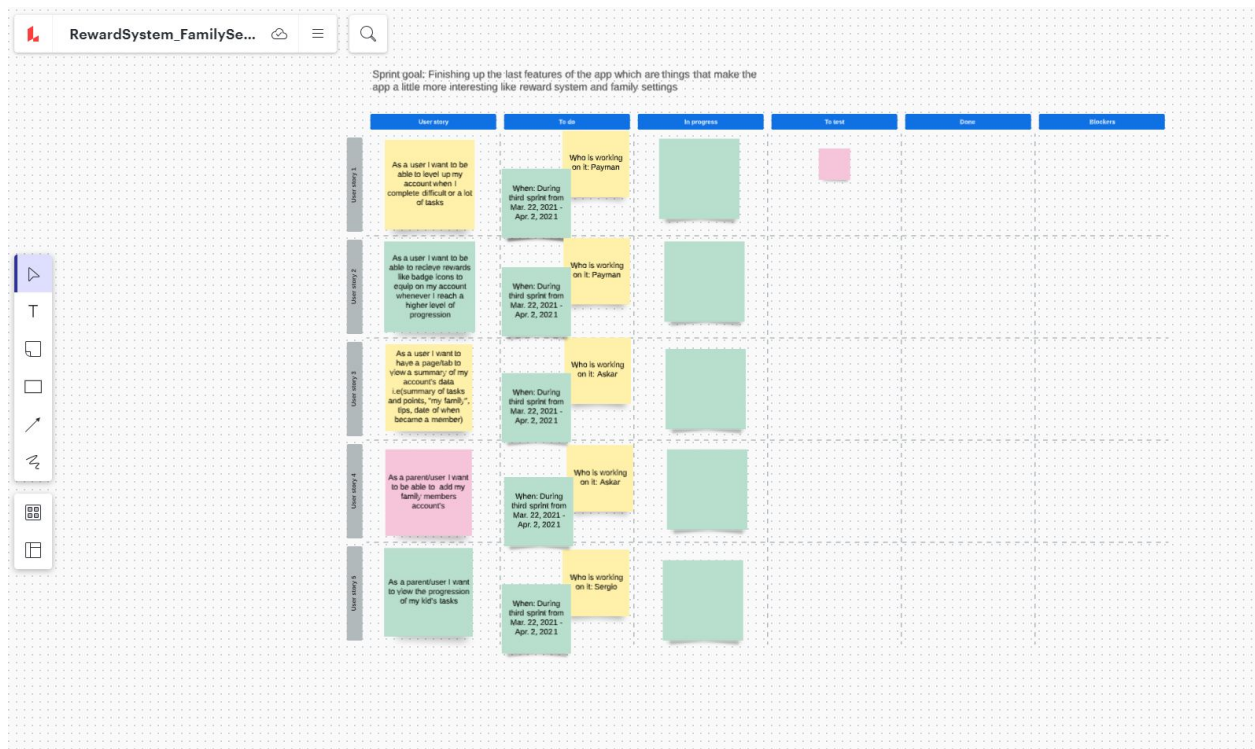 RewardSystem_FamilySe...
Sprint goal: Finishing up the last features of the app which are things that make the
app a little more interesting like reward system and family settings
User story
To do
In progress
To test
Done
Blockers
User story 1
As a user I want to be
able to level up my
account when I
complete difficult or a lot
of tasks
When: During
third sprint from
Mar. 22, 2021 -
Apr. 2, 2021
Who is working
on it: Payman
User story 2
As a user I want to be
able to recieve rewards
like badge icons to
equip on my account
whenever I reach a
higher level of
progression
When: During
third sprint from
Mar. 22, 2021 -
Apr. 2, 2021
Who is working
on it: Payman
User story 3
As a user I want to
have a page/tab to
view a summary of my
account's data
i.e(summary of tasks
and points, "my family",
tips, date of when
became a member)
When: During
third sprint from
Mar. 22, 2021 -
Apr. 2, 2021
Who is working
on it: Askar
User story 4
As a parent/user I want
to be able to add my
family members
account's
When: During
third sprint from
Mar. 22, 2021 -
Apr. 2, 2021
Who is working
on it: Askar
User story 5
As a parent/user I want
to view the progression
of my kid's tasks
When: During
third sprint from
Mar. 22, 2021 -
Apr. 2, 2021
Who is working
on it: Sergio
T